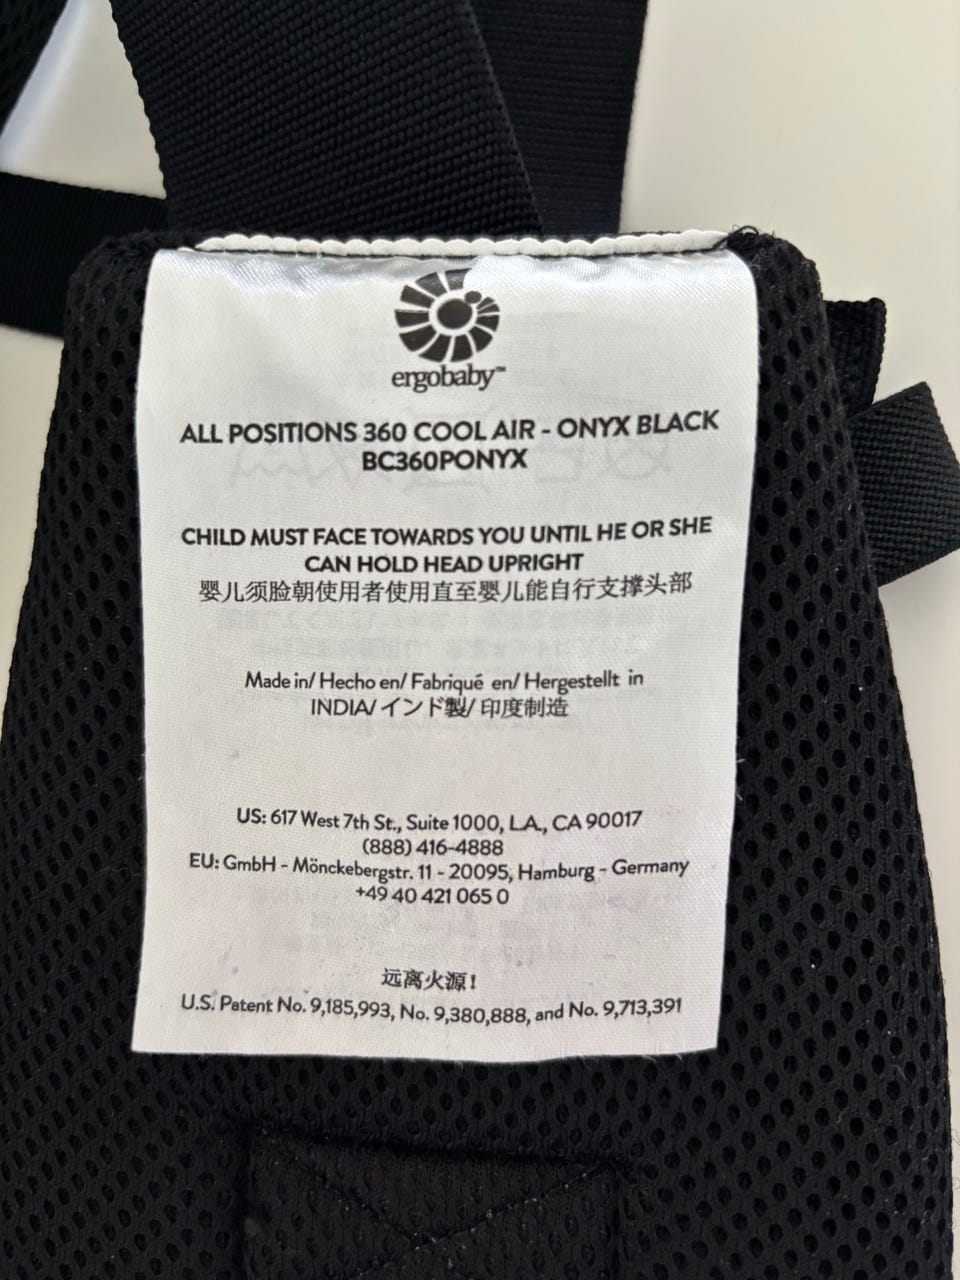 ergobaby™
ALL POSITIONS 360 COOL AIR - ONYX BLACK
BC360PONYX
CHILD MUST FACE TOWARDS YOU UNTIL HE OR SHE
CAN HOLD HEAD UPRIGHT
婴儿须脸朝使用者使用直至婴儿能自行支撑头部
Made in/ Hecho en/ Fabriqué en/ Hergestellt in
INDIA/ インド製/ 印度制造
US: 617 West 7th St., Suite 1000, L.A., CA 90017
(888) 416-4888
EU: GmbH - Mönckebergstr. 11 - 20095, Hamburg - Germany
+49 40 421 065 0
远离火源!
U.S. Patent No. 9,185,993, No. 9,380,888, and No. 9,713,391